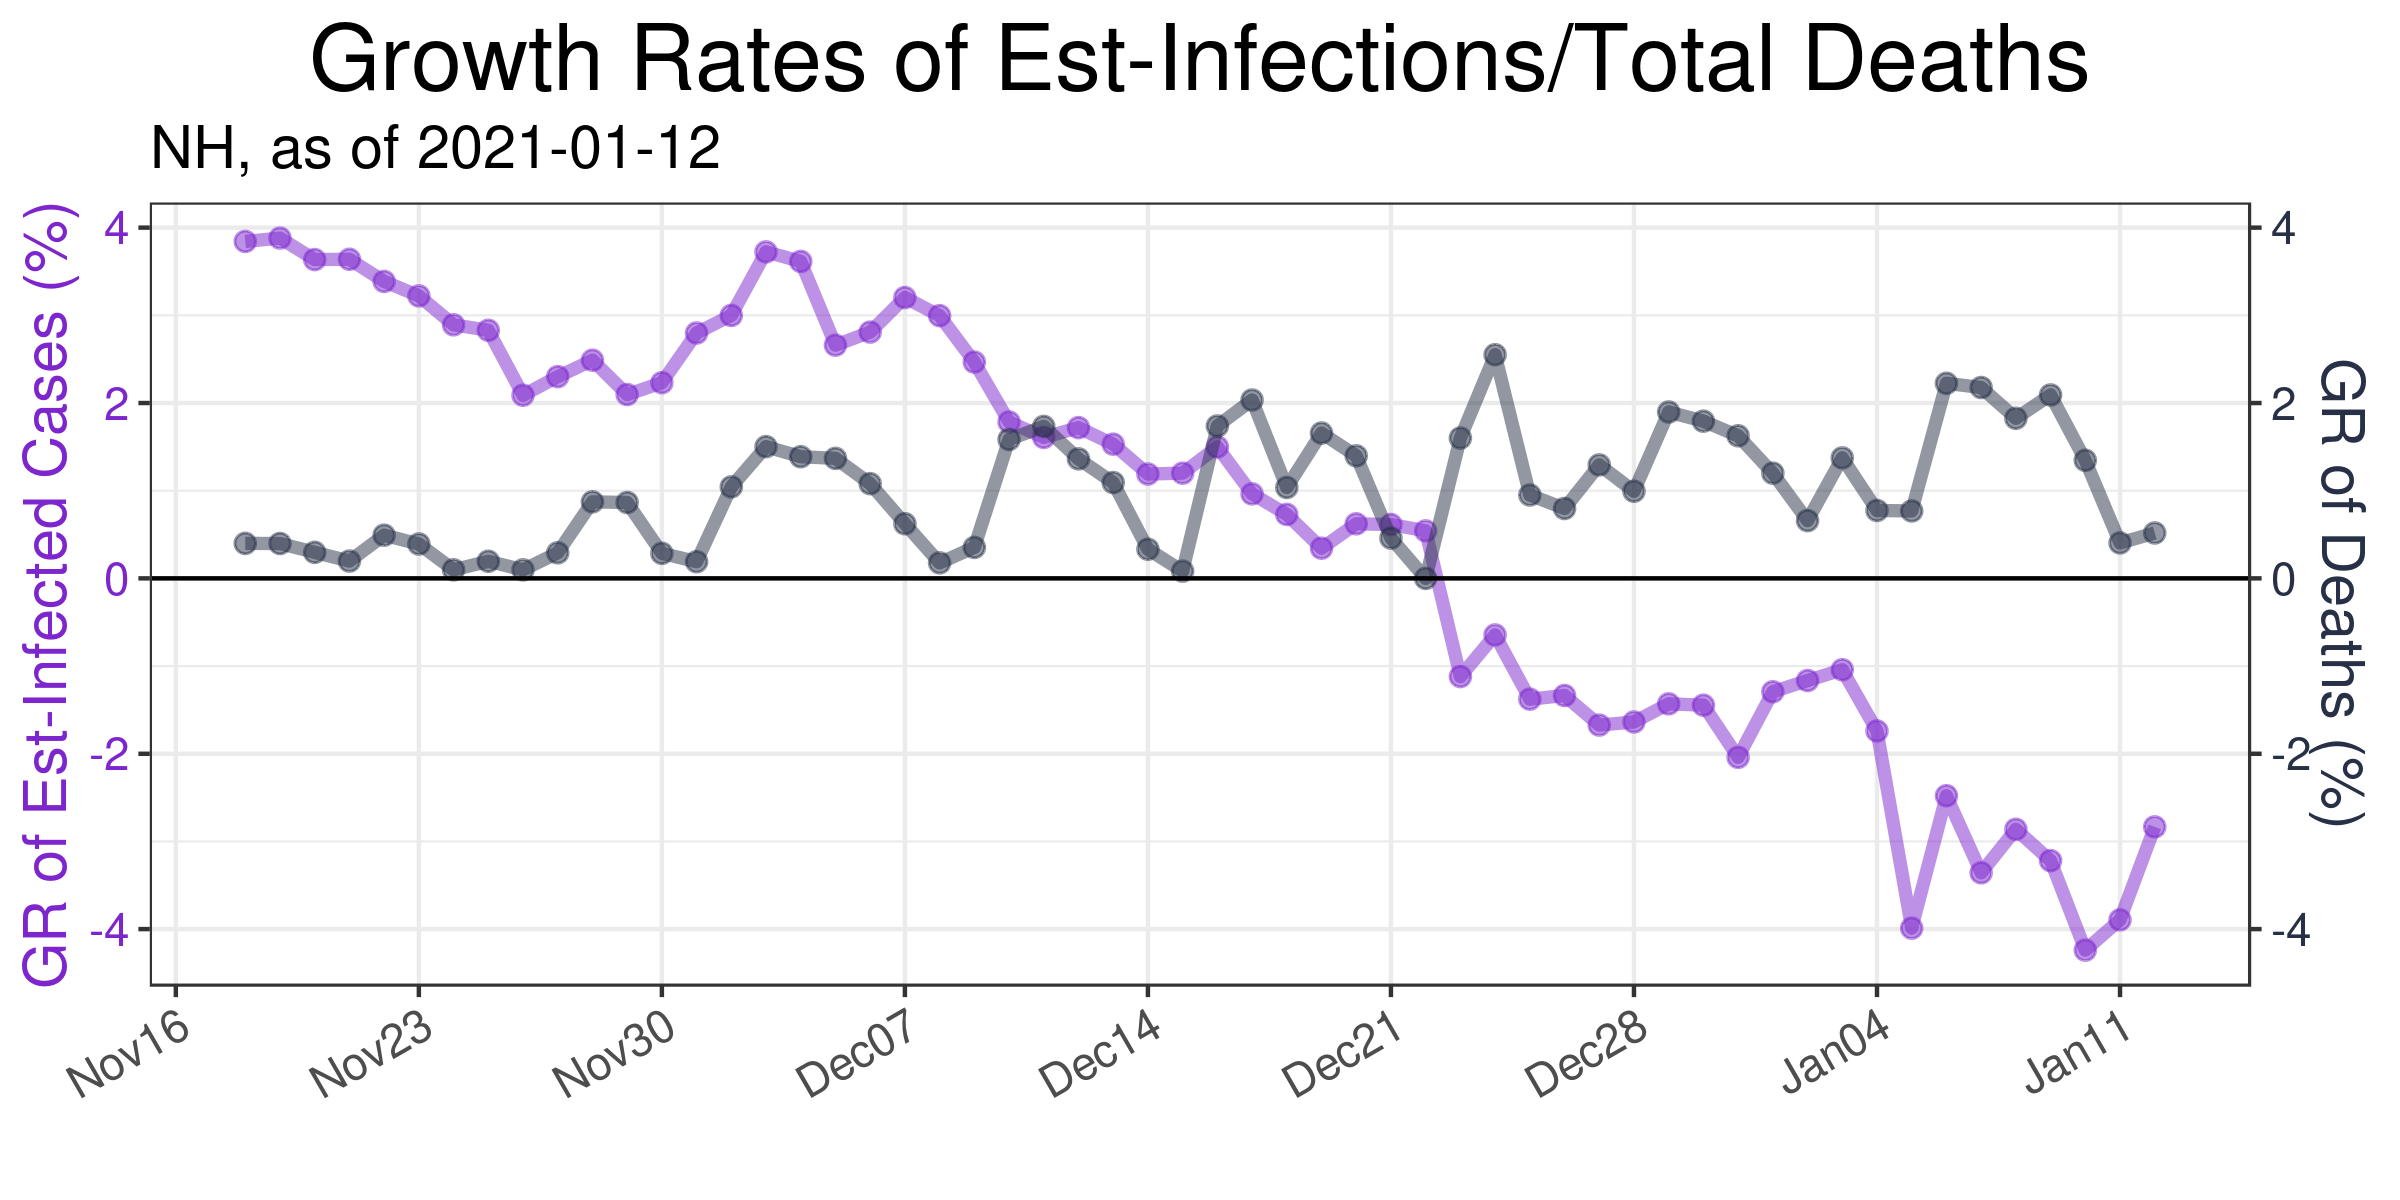 Growth Rates of Est-Infections/Total Deaths
NH, as of 2021-01-12
GR of Est-Infected Cases (%)
4
2
0
-2
-4
4
2
0
-2
-4
GR of Deaths (%)
Nov16
Nov23
Nov30
Dec07
Dec14
Dec21
Dec28
Jan04
Jan11